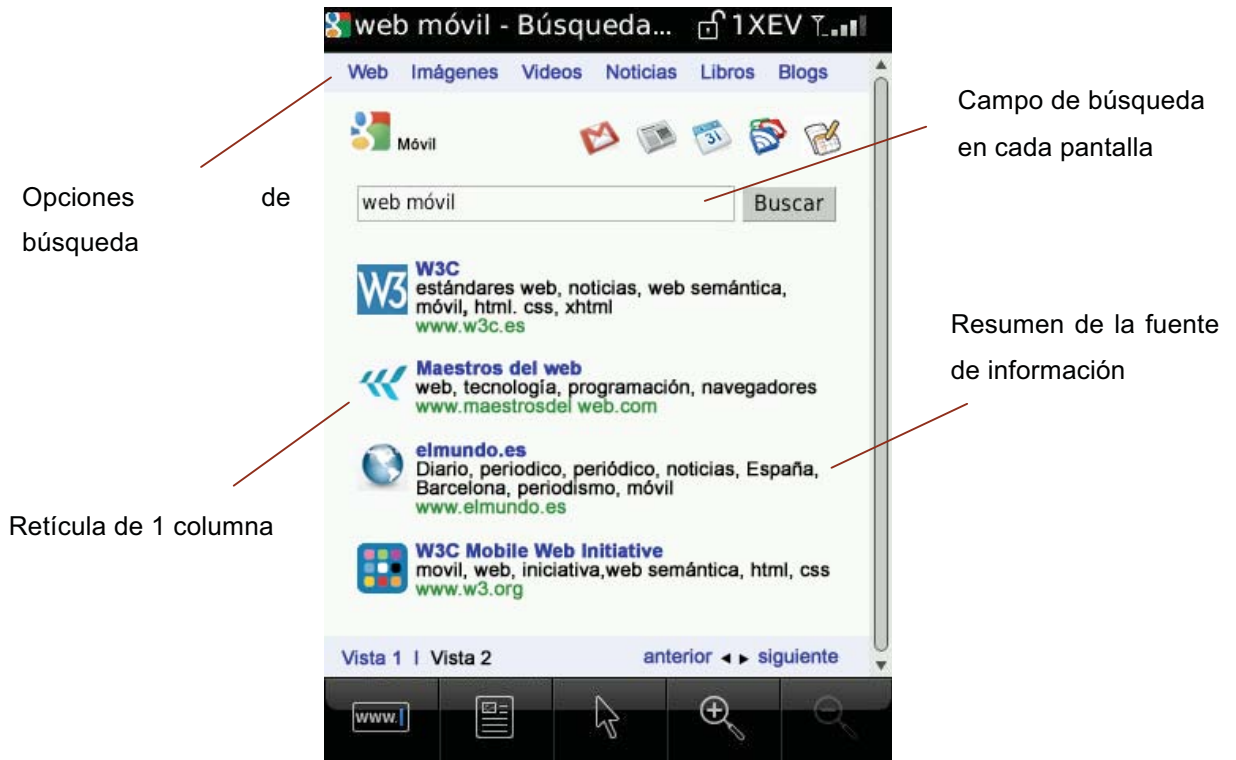 web móvil - Búsqueda... 1XEV
Web Imágenes Videos Noticias Libros Blogs
Móvil
31
web móvil Buscar
W3C
estándares web, noticias, web semántica,
móvil, html. css, xhtml
www.w3c.es
Maestros del web
web, tecnología, programación, navegadores
www.maestrosdel web.com
elmundo.es
Diario, periodico, periódico, noticias, España,
Barcelona, periodismo, móvil
www.elmundo.es
W3C Mobile Web Initiative
movil, web, iniciativa,web semántica, html, css
www.w3.org
Vista 1 | Vista 2 anterior ◂ ▸ siguiente
www.
Opciones de
búsqueda
Retícula de 1 columna
Campo de búsqueda
en cada pantalla
Resumen de la fuente
de información
W3